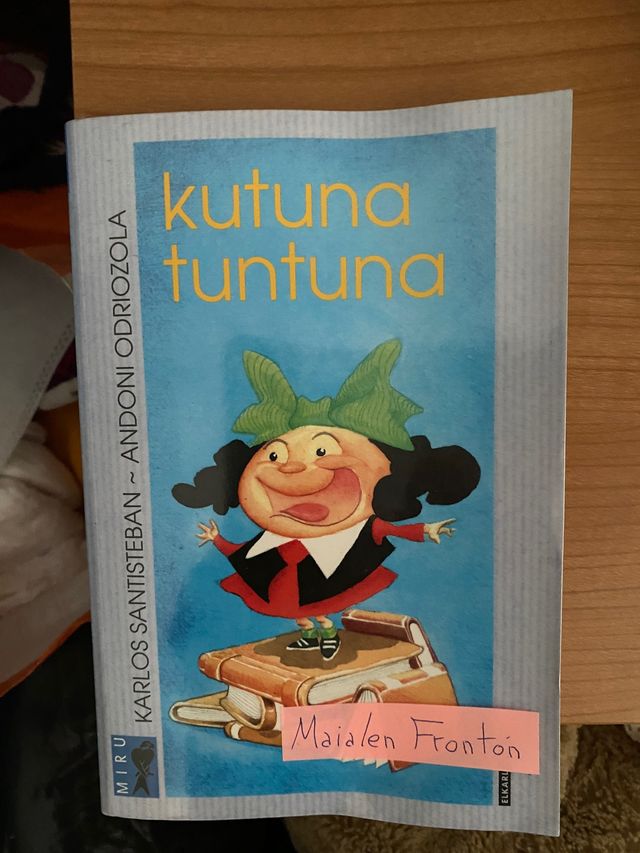 kutuna
tuntuna
KARLOS SANTISTEBAN ~ ANDONI ODRIOZOLA
MIRU
Maialen Frontón